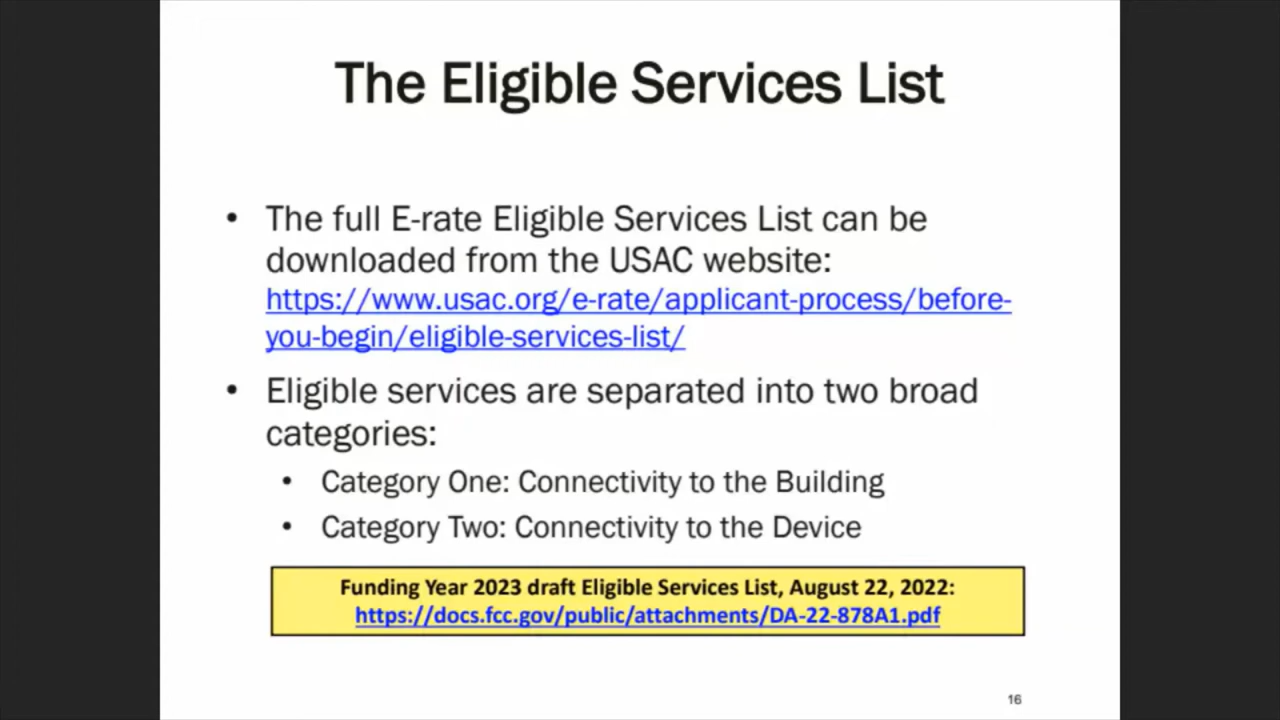 The Eligible Services List
• The full E-rate Eligible Services List can be
downloaded from the USAC website:
https://www.usac.org/e-rate/applicant-process/before-
you-begin/eligible-services-list/
• Eligible services are separated into two broad
categories:
• Category One: Connectivity to the Building
• Category Two: Connectivity to the Device
Funding Year 2023 draft Eligible Services List, August 22, 2022:
https://docs.fcc.gov/public/attachments/DA-22-878A1.pdf
16